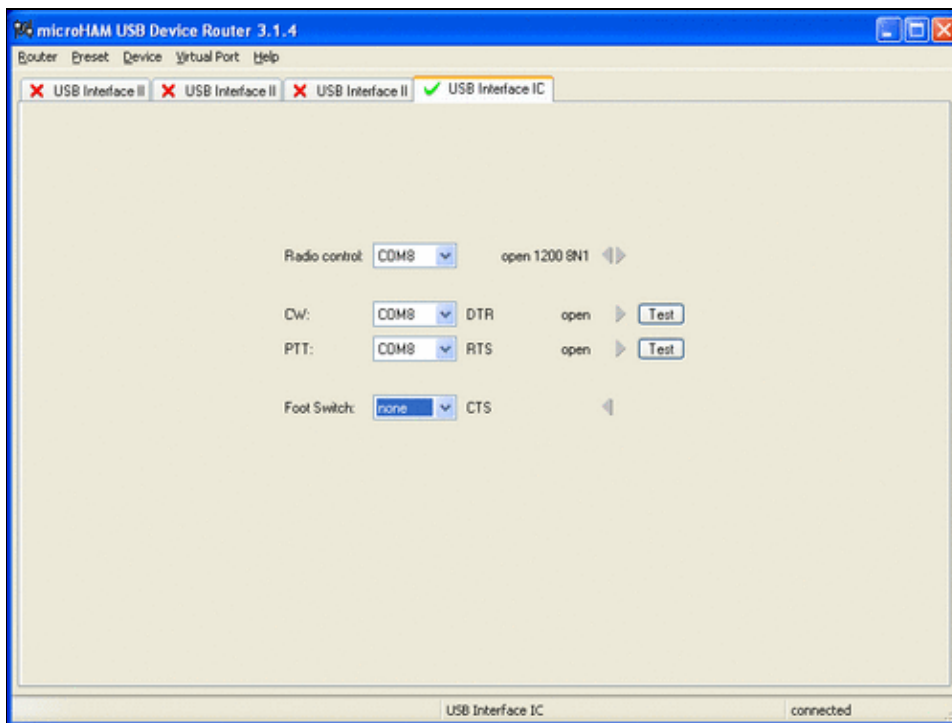 microHAM USB Device Router 3.1.4
Router Preset Device Virtual Port Help
USB Interface II USB Interface II USB Interface II USB Interface IC
Radio control: COM8 open 1200 8N1
CW: COM8 DTR open Test
PTT: COM8 RTS open Test
Foot Switch: none CTS
USB Interface IC connected